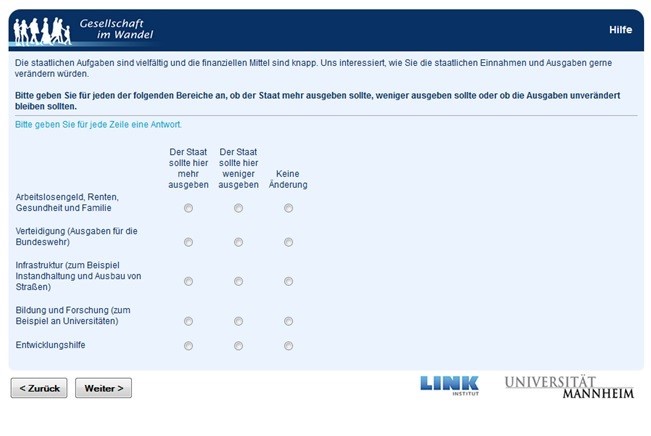 Gesellschaft
im Wandel
Hilfe
Die staatlichen Aufgaben sind vielfältig und die finanziellen Mittel sind knapp. Uns interessiert, wie Sie die staatlichen Einnahmen und Ausgaben gerne
verändern würden.
Bitte geben Sie für jeden der folgenden Bereiche an, ob der Staat mehr ausgeben sollte, weniger ausgeben sollte oder ob die Ausgaben unverändert
bleiben sollten.
Bitte geben Sie für jede Zeile eine Antwort.
Der Staat
sollte hier
mehr
ausgeben
Der Staat
sollte hier
weniger
ausgeben
Keine
Änderung
Arbeitslosengeld, Renten,
Gesundheit und Familie
Verteidigung (Ausgaben für die
Bundeswehr)
Infrastruktur (zum Beispiel
Instandhaltung und Ausbau von
Straßen)
Bildung und Forschung (zum
Beispiel an Universitäten)
Entwicklungshilfe
< Zurück
Weiter >
LINK
INSTITUT
UNIVERSITÄT
MANNHEIM